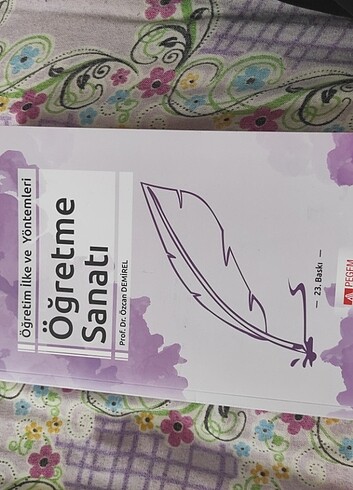 Öğretim İlke ve Yöntemleri
Öğretme
Sanatı
Prof. Dr. Özcan DEMİREL
— 23. Baskı —
PEGEM